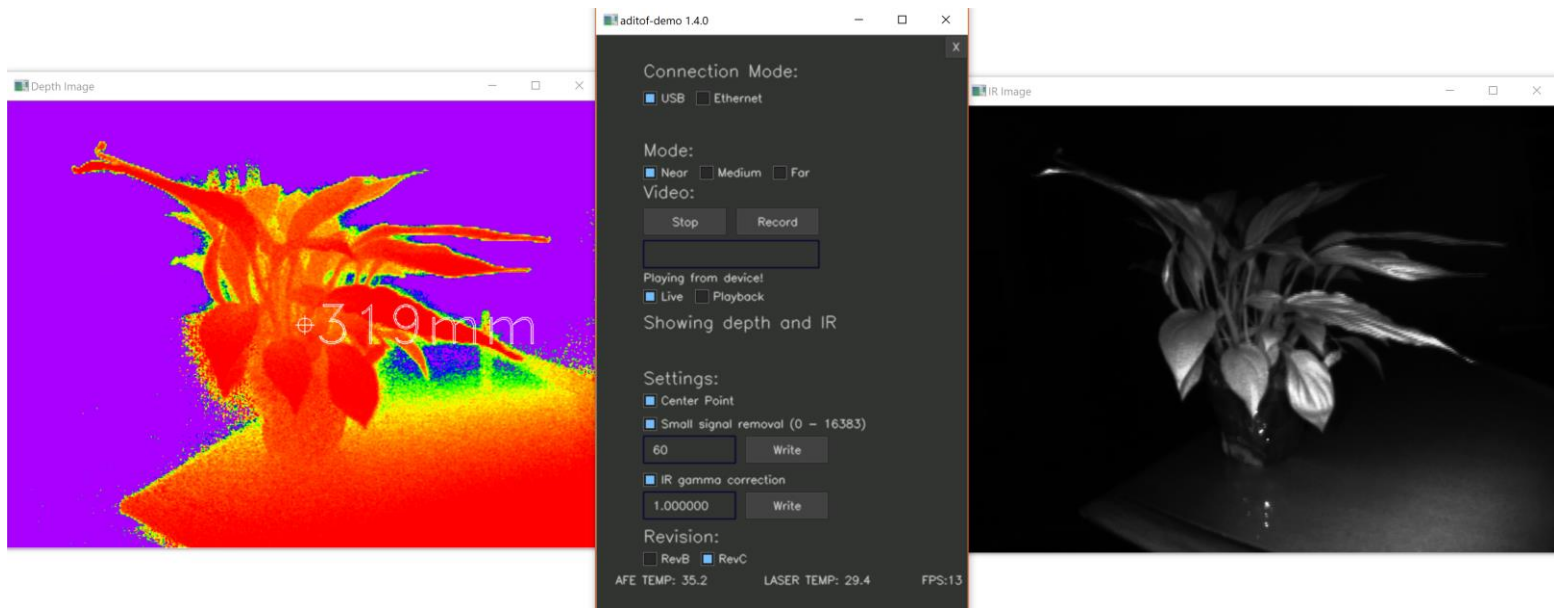 Depth Image
319mm
aditof-demo 1.4.0
X
Connection Mode:
USB Ethernet
Mode:
Near Medium Far
Video:
Stop Record
Playing from device!
Live Playback
Showing depth and IR
Settings:
Center Point
Small signal removal (0 - 16383)
60 Write
IR gamma correction
1.000000 Write
Revision:
RevB RevC
AFE TEMP: 35.2 LASER TEMP: 29.4 FPS:13
IR Image